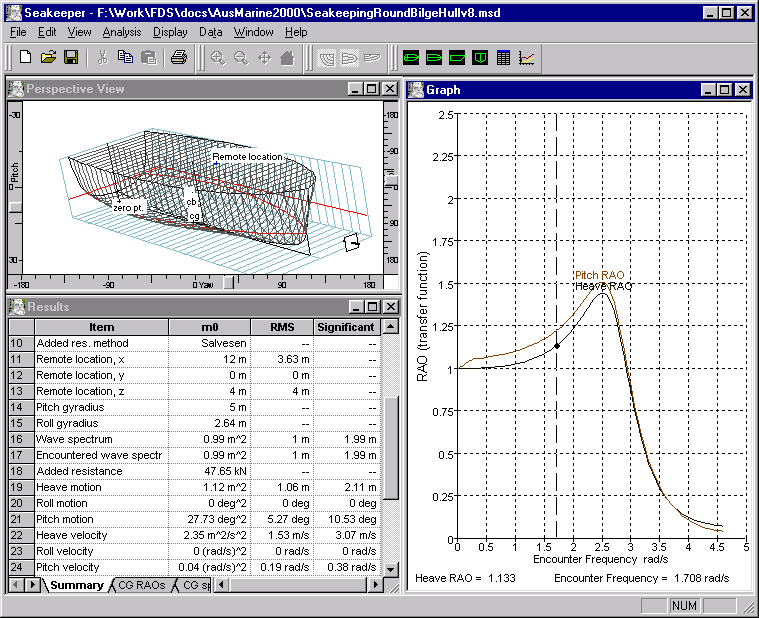 Seakeeper - F:\Work\FDS\docs\AusMarine2000\SeakeepingRoundBilgeHullv8.msd
File Edit View Analysis Display Data Window Help
Perspective View
-30
Pitch
30
Remote location
zero pt.
cb
cg
180
90
0
-90
-180
-180 -90 0 Yaw 90 180
Results
Item m0 RMS Significant
10 Added res. method Salvesen -- --
11 Remote location, x 12 m 3.63 m --
12 Remote location, y 0 m 0 m --
13 Remote location, z 4 m 4 m --
14 Pitch gyradius 5 m -- --
15 Roll gyradius 2.64 m -- --
16 Wave spectrum 0.99 m^2 1 m 1.99 m
17 Encountered wave spectr 0.99 m^2 1 m 1.99 m
18 Added resistance 47.65 kN -- --
19 Heave motion 1.12 m^2 1.06 m 2.11 m
20 Roll motion 0 deg^2 0 deg 0 deg
21 Pitch motion 27.73 deg^2 5.27 deg 10.53 deg
22 Heave velocity 2.35 m^2/s^2 1.53 m/s 3.07 m/s
23 Roll velocity 0 (rad/s)^2 0 rad/s 0 rad/s
24 Pitch velocity 0.04 (rad/s)^2 0.19 rad/s 0.38 rad/s
Summary CG RAOs CG sp
Graph
2.5
2.25
2
1.75
1.5
1.25
1
0.75
0.5
0.25
0
RAO (transfer function)
Pitch RAO
Heave RAO
0 0.5 1 1.5 2 2.5 3 3.5 4 4.5 5
Encounter Frequency rad/s
Heave RAO = 1.133 Encounter Frequency = 1.708 rad/s
NUM